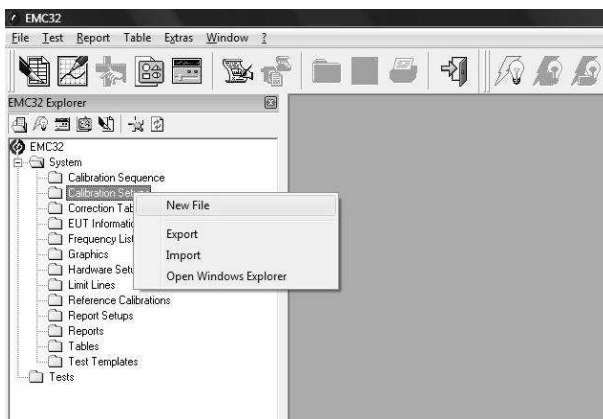 EMC32
File Test Report Table Extras Window ?
EMC32 Explorer
EMC32
System
Calibration Sequence
Calibration Setups
Correction Tab
EUT Informatio
Frequency List
Graphics
Hardware Setu
Limit Lines
Reference Calibrations
Report Setups
Reports
Tables
Test Templates
Tests
New File
Export
Import
Open Windows Explorer